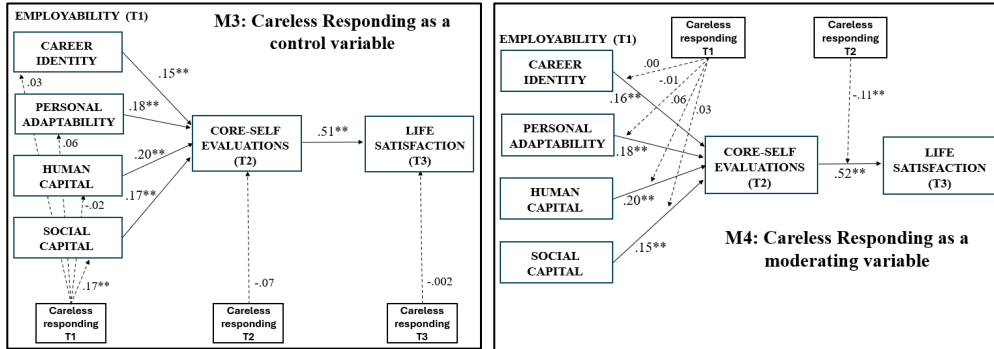 EMPLOYABILITY (T1)
M3: Careless Responding as a
control variable
CAREER
IDENTITY
.03
.15**
PERSONAL
ADAPTABILITY
.18**
.06
CORE-SELF
EVALUATIONS
(T2)
.51**
LIFE
SATISFACTION
(T3)
HUMAN
CAPITAL
.20**
-.02
.17**
SOCIAL
CAPITAL
.17**
-.07
-.002
Careless
responding
T1
Careless
responding
T2
Careless
responding
T3
Careless
responding
T1
Careless
responding
T2
EMPLOYABILITY (T1)
CAREER
IDENTITY
.00
-.01
.06
.03
.16**
-.11**
PERSONAL
ADAPTABILITY
.18**
CORE-SELF
EVALUATIONS
(T2)
.52**
LIFE
SATISFACTION
(T3)
HUMAN
CAPITAL
.20**
SOCIAL
CAPITAL
.15**
M4: Careless Responding as a
moderating variable